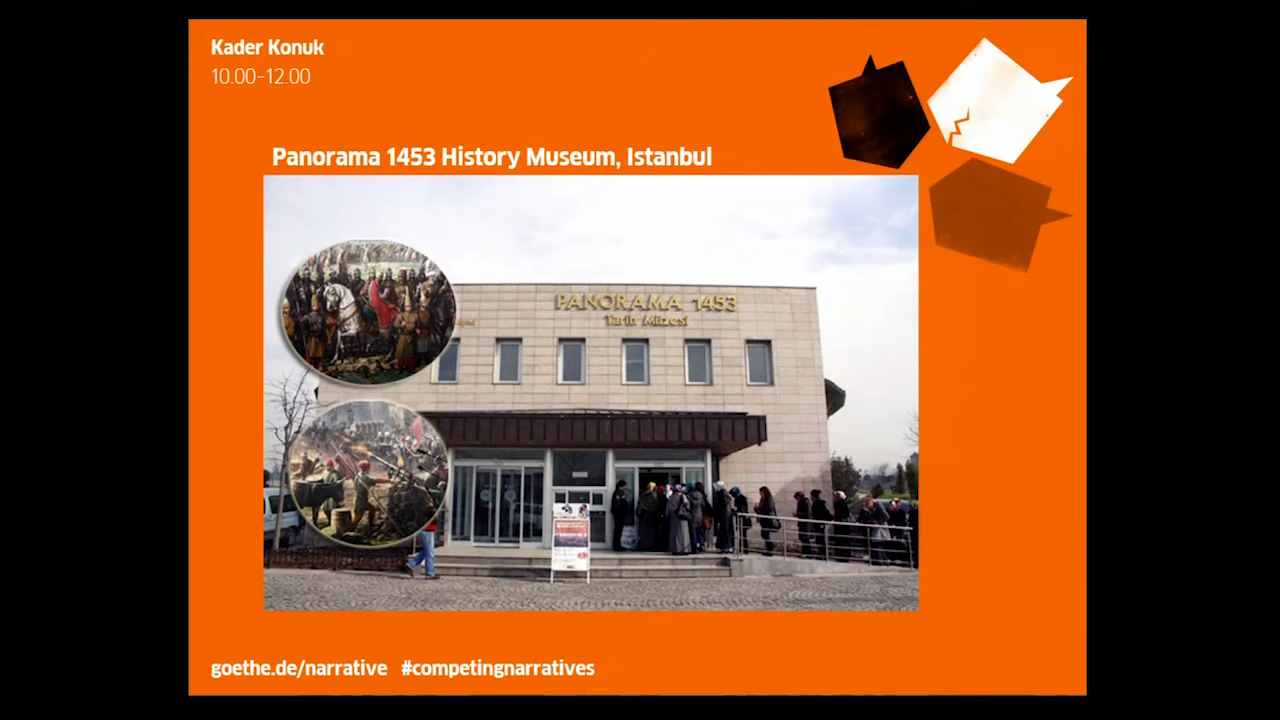 Kader Konuk
10.00–12.00
Panorama 1453 History Museum, Istanbul
PANORAMA 1453
Tarih Müzesi
goethe.de/narrative #competingnarratives